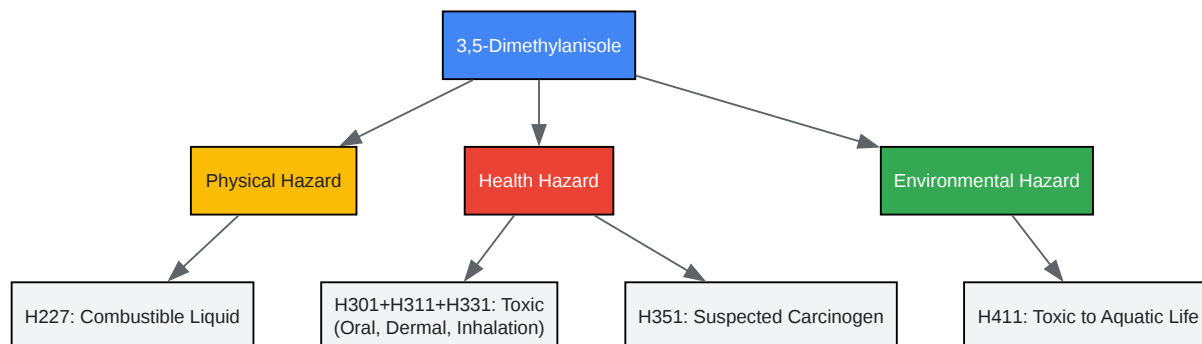 3,5-Dimethylanisole
Physical Hazard
Health Hazard
Environmental Hazard
H227: Combustible Liquid
H301+H311+H331: Toxic
(Oral, Dermal, Inhalation)
H351: Suspected Carcinogen
H411: Toxic to Aquatic Life